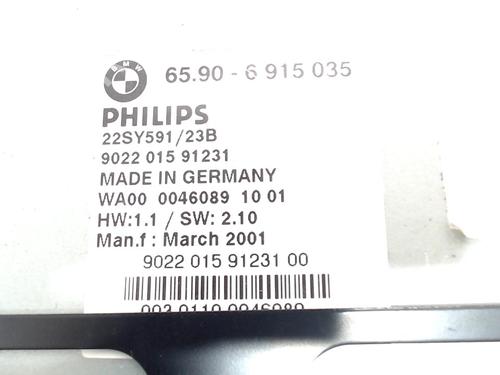 BMW
65.90 - 6 915 035
PHILIPS
22SY591/23B
9022 015 91231
MADE IN GERMANY
WA00 0046089 10 01
HW:1.1 / SW: 2.10
Man.f : March 2001
9022 015 91231 00